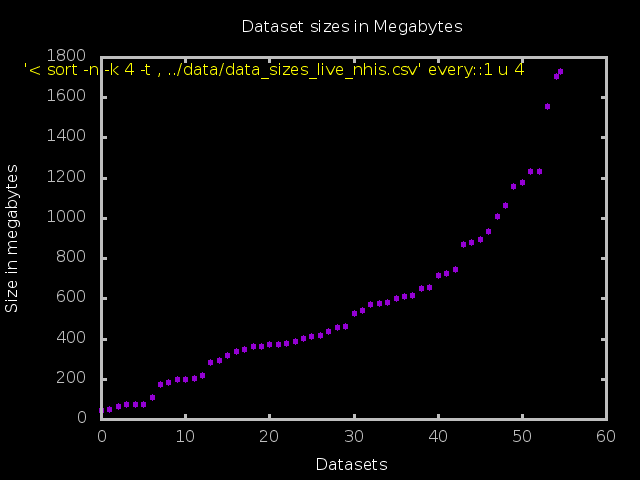 Dataset sizes in Megabytes
1800
'< sort -n -k 4 -t , ../data/data_sizes_live_nhis.csv' every::1 u 4
1600
1400
1200
1000
800
600
400
200
0
Size in megabytes
0 10 20 30 40 50 60
Datasets